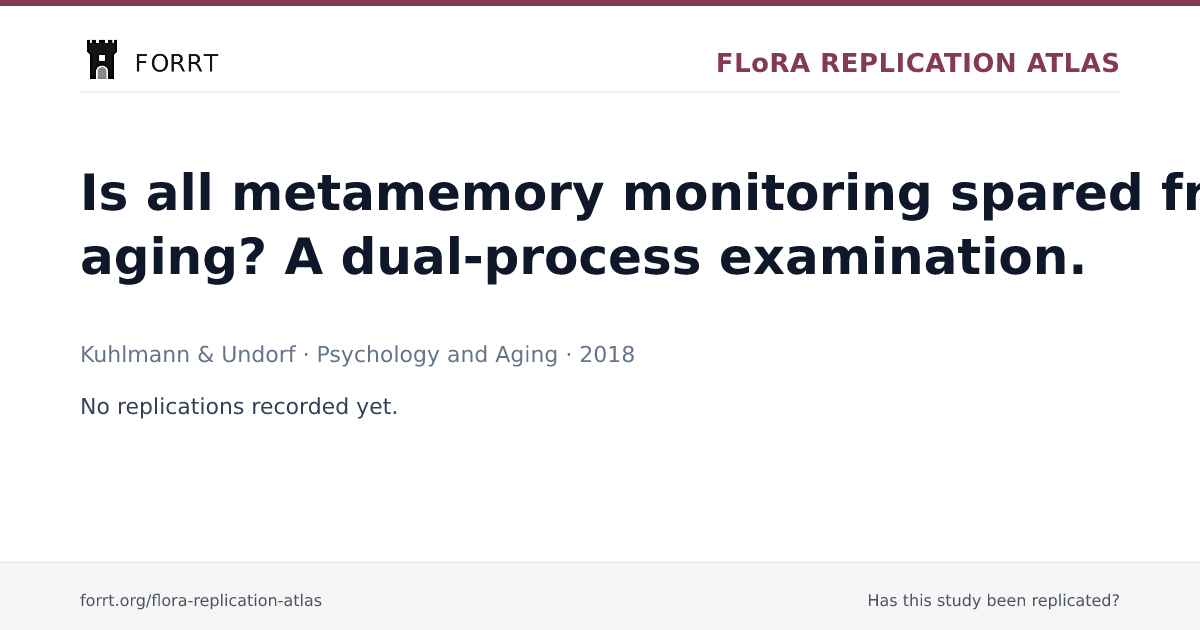 FORRT
FLoRA REPLICATION ATLAS
Is all metamemory monitoring spared
aging? A dual-process examination.
Kuhlmann & Undorf · Psychology and Aging · 2018
No replications recorded yet.
forrt.org/flora-replication-atlas
Has this study been replicated?